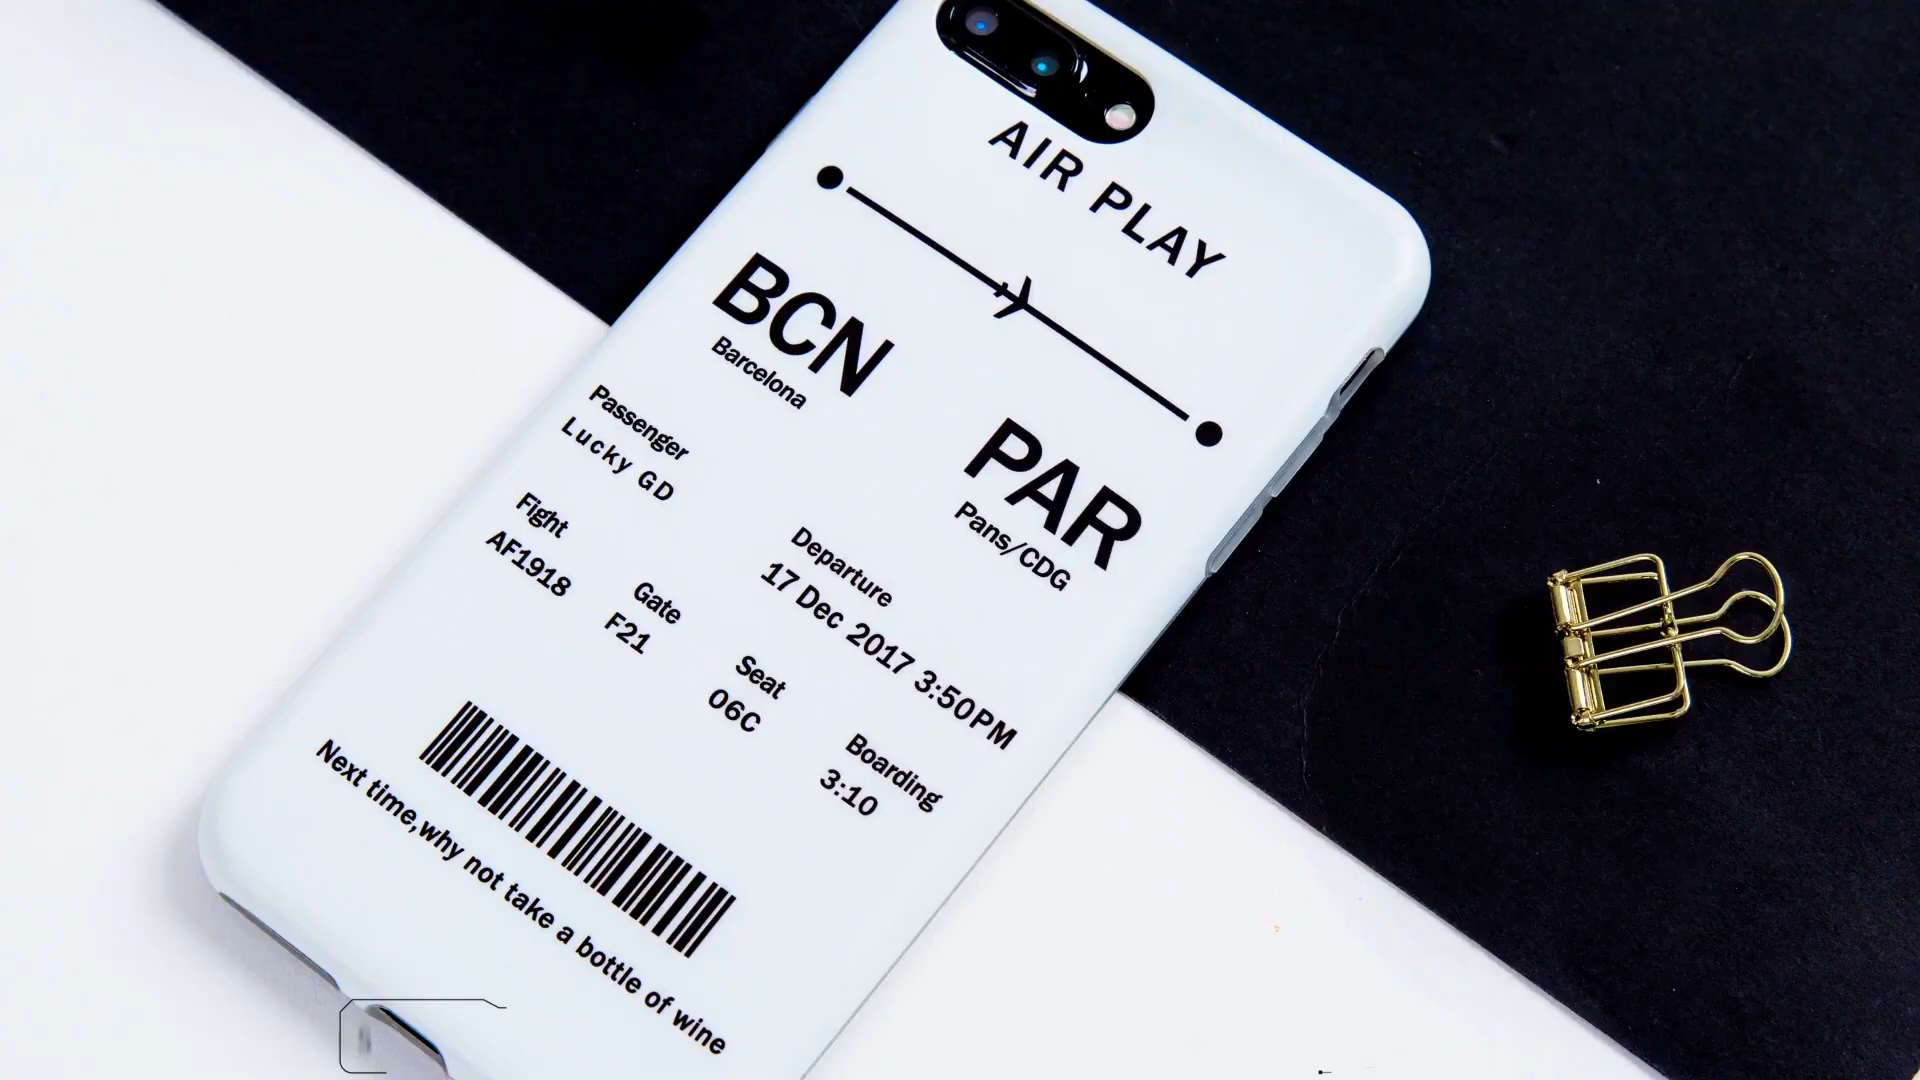 AIR PLAY
BCN
Barcelona
PAR
Pans/CDG
Passenger
Lucky GD
Departure
17 Dec 2017 3:50PM
Fight
AF1918
Gate
F21
Seat
06C
Boarding
3:10
Next time,why not take a bottle of wine